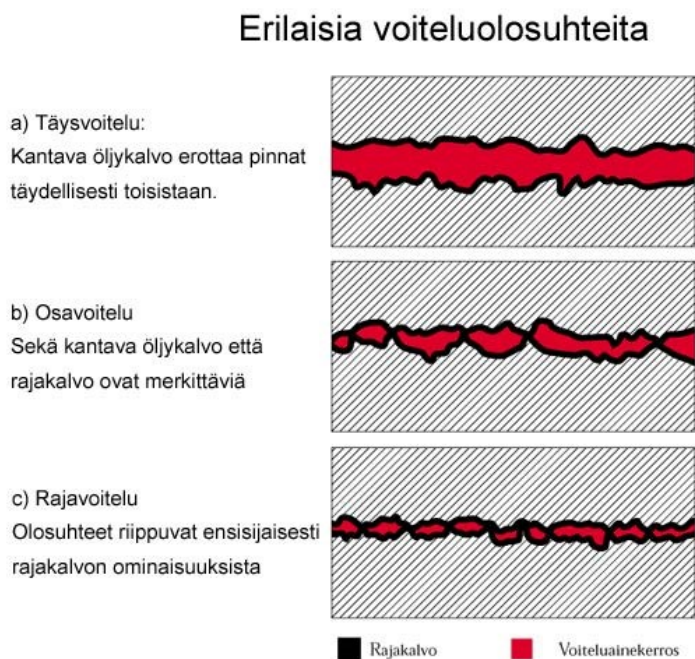 Erilaisia voiteluolosuhteita
a) Täysvoitelu:
Kantava öljykalvo erottaa pinnat
täydellisesti toisistaan.
b) Osavoitelu
Sekä kantava öljykalvo että
rajakalvo ovat merkittäviä
c) Rajavoitelu
Olosuhteet riippuvat ensisijaisesti
rajakalvon ominaisuuksista
Rajakalvo
Voiteluainekerros